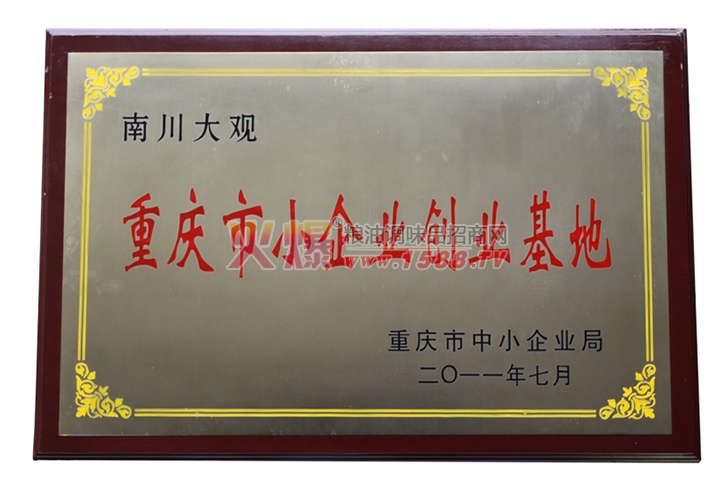 南川大观
重庆市小企业创业基地
火爆粮油调味品招商网
www.1588.TV
重庆市中小企业局
二〇一一年七月